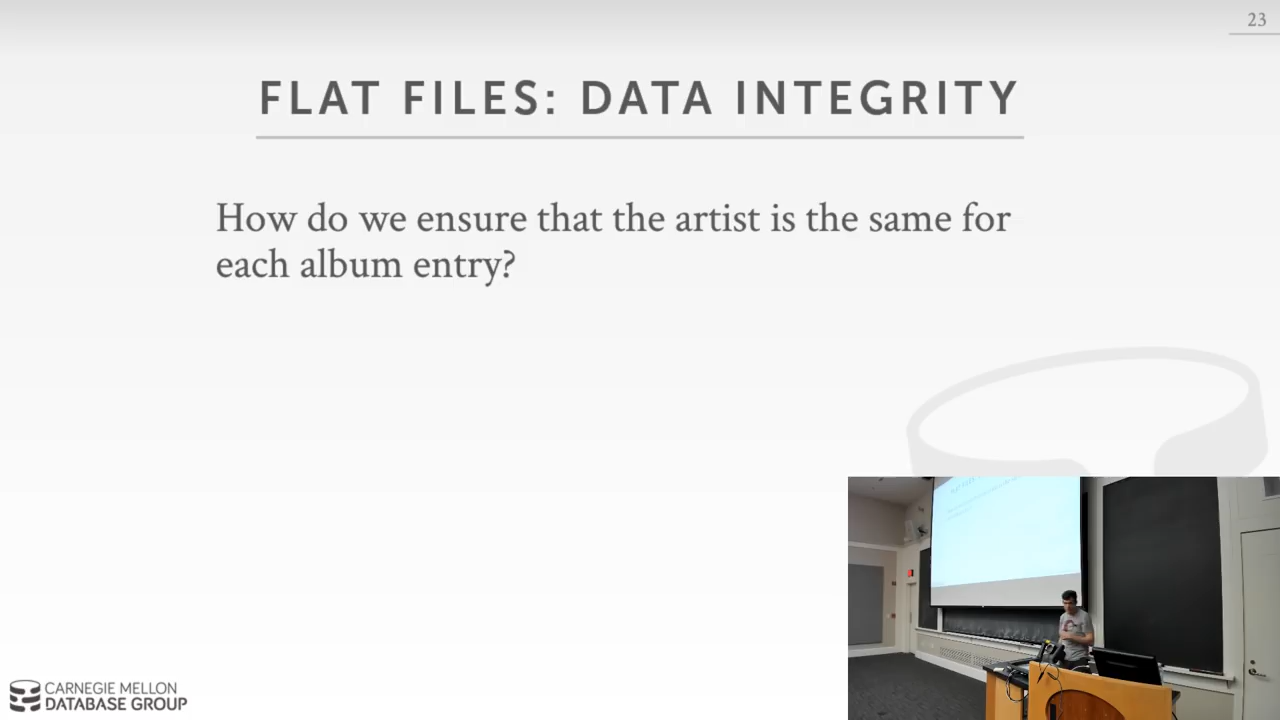 23
FLAT FILES: DATA INTEGRITY
How do we ensure that the artist is the same for
each album entry?
CARNEGIE MELLON
DATABASE GROUP